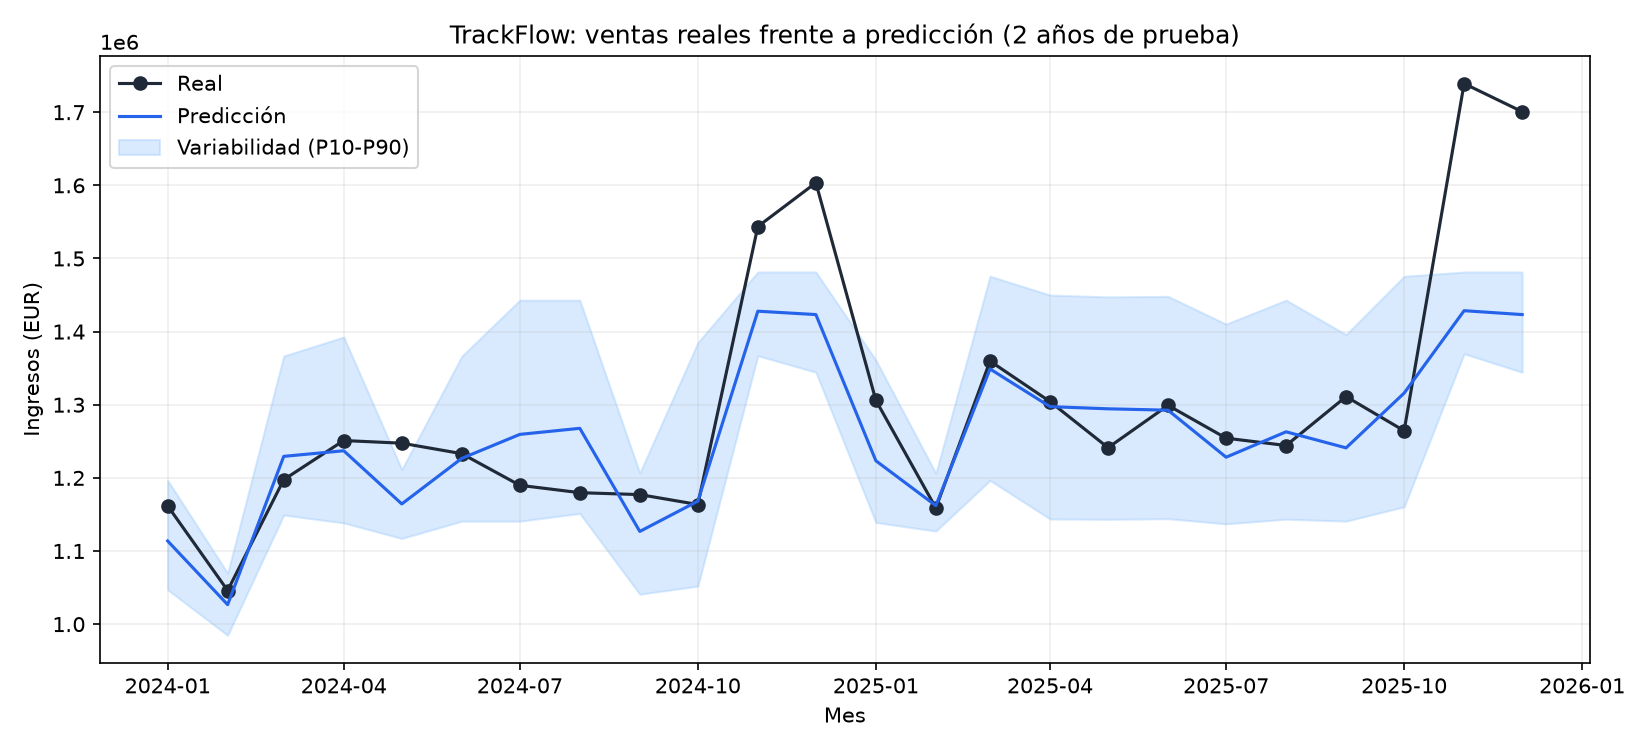 TrackFlow: ventas reales frente a predicción (2 años de prueba)
1e6
Real
Predicción
Variabilidad (P10-P90)
1.7
1.6
1.5
1.4
1.3
1.2
1.1
1.0
Ingresos (EUR)
2024-01 2024-04 2024-07 2024-10 2025-01 2025-04 2025-07 2025-10 2026-01
Mes